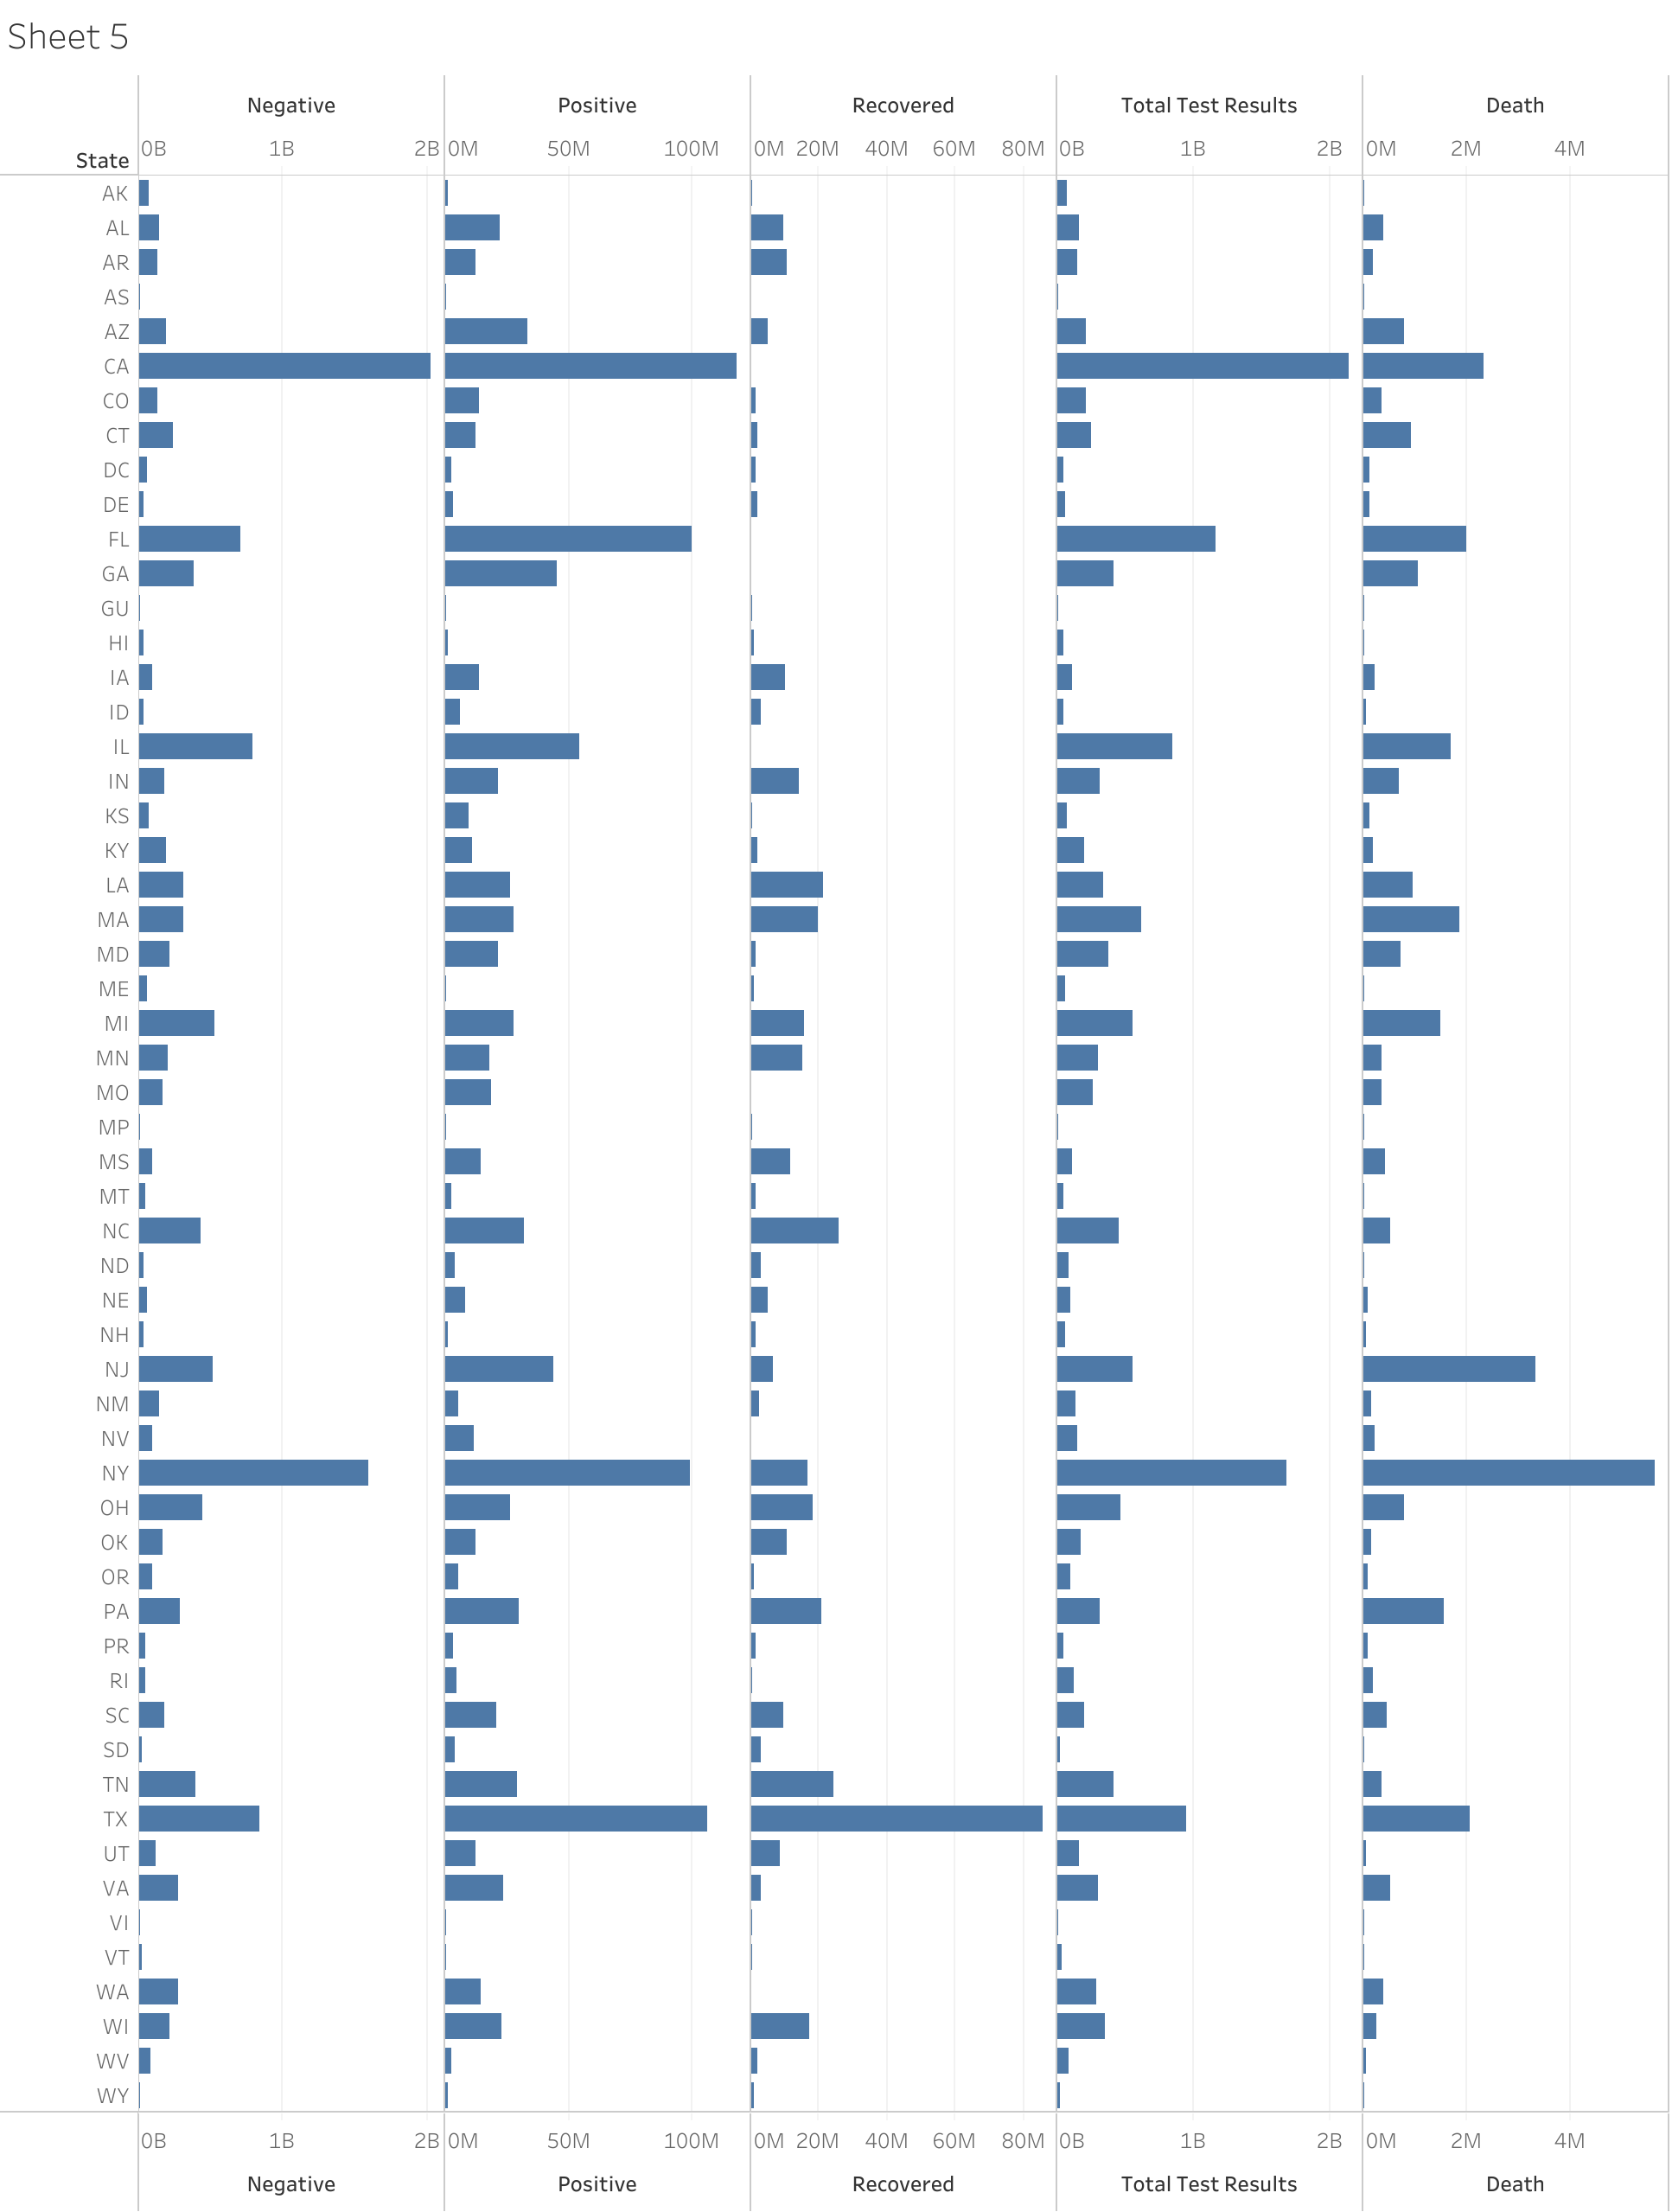 Sheet 5
Negative Positive Recovered Total Test Results Death
0B 1B 2B 0M 50M 100M 0M 20M 40M 60M 80M 0B 1B 2B 0M 2M 4M
State
AK
AL
AR
AS
AZ
CA
CO
CT
DC
DE
FL
GA
GU
HI
IA
ID
IL
IN
KS
KY
LA
MA
MD
ME
MI
MN
MO
MP
MS
MT
NC
ND
NE
NH
NJ
NM
NV
NY
OH
OK
OR
PA
PR
RI
SC
SD
TN
TX
UT
VA
VI
VT
WA
WI
WV
WY
0B 1B 2B 0M 50M 100M 0M 20M 40M 60M 80M 0B 1B 2B 0M 2M 4M
Negative Positive Recovered Total Test Results Death